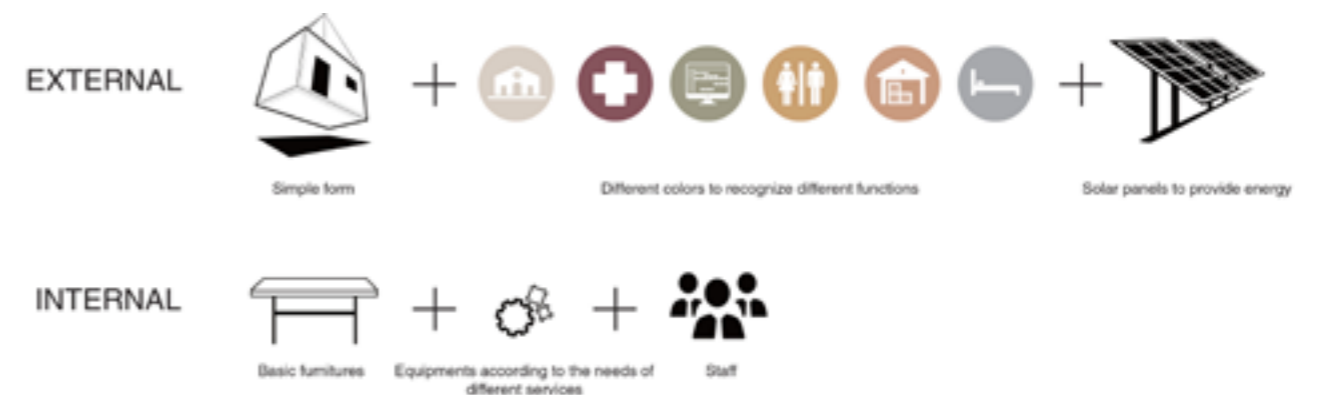 EXTERNAL
Simple form
Different colors to recognize different functions
Solar panels to provide energy
INTERNAL
Basic furnitures
Equipments according to the needs of
different services
Staff